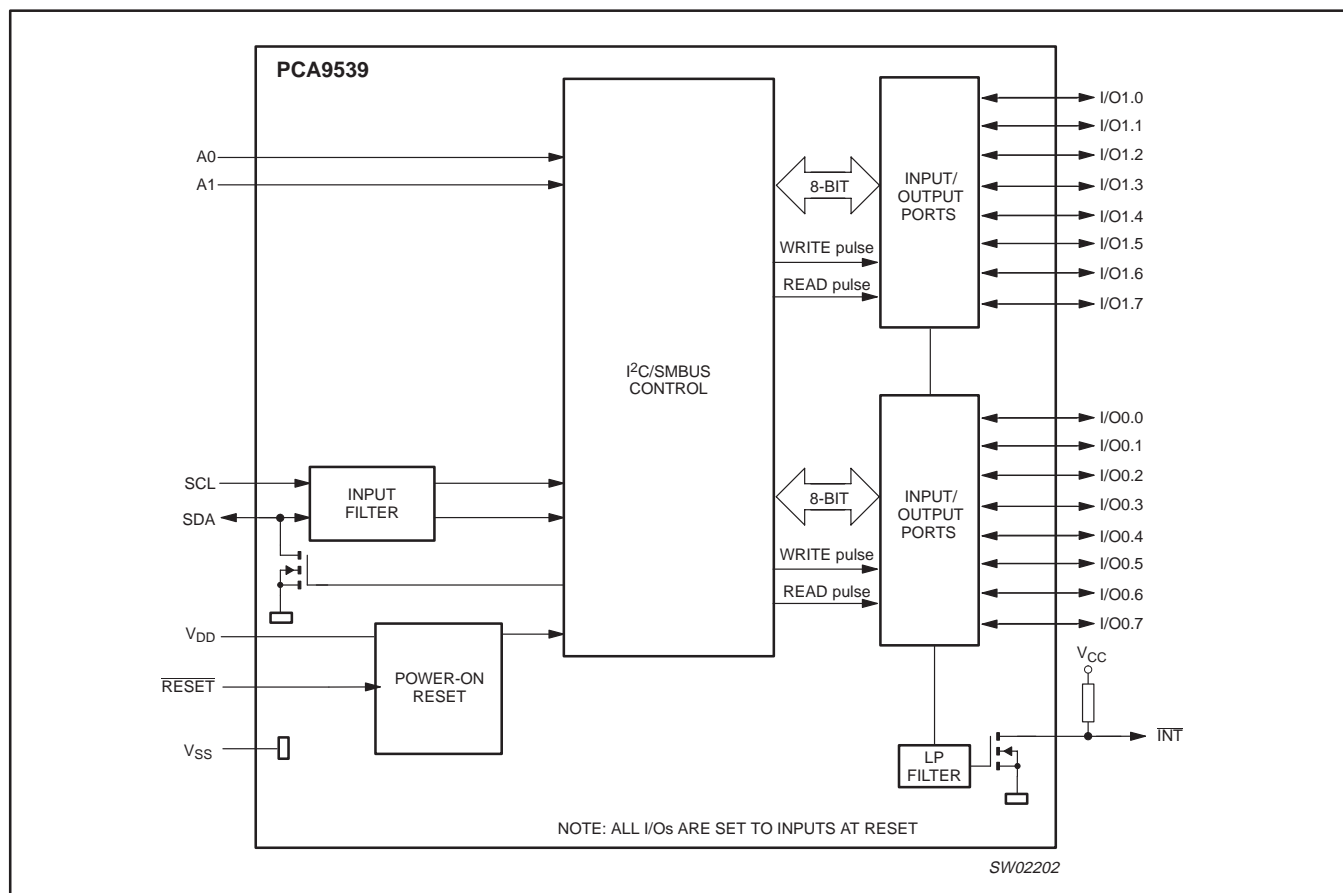 PCA9539
A0
A1
SCL
SDA
VDD
RESET
VSS
INPUT
FILTER
POWER-ON
RESET
I2C/SMBUS
CONTROL
8-BIT
WRITE pulse
READ pulse
INPUT/
OUTPUT
PORTS
I/O1.0
I/O1.1
I/O1.2
I/O1.3
I/O1.4
I/O1.5
I/O1.6
I/O1.7
8-BIT
WRITE pulse
READ pulse
INPUT/
OUTPUT
PORTS
I/O0.0
I/O0.1
I/O0.2
I/O0.3
I/O0.4
I/O0.5
I/O0.6
I/O0.7
VCC
INT
LP
FILTER
NOTE: ALL I/Os ARE SET TO INPUTS AT RESET
SW02202